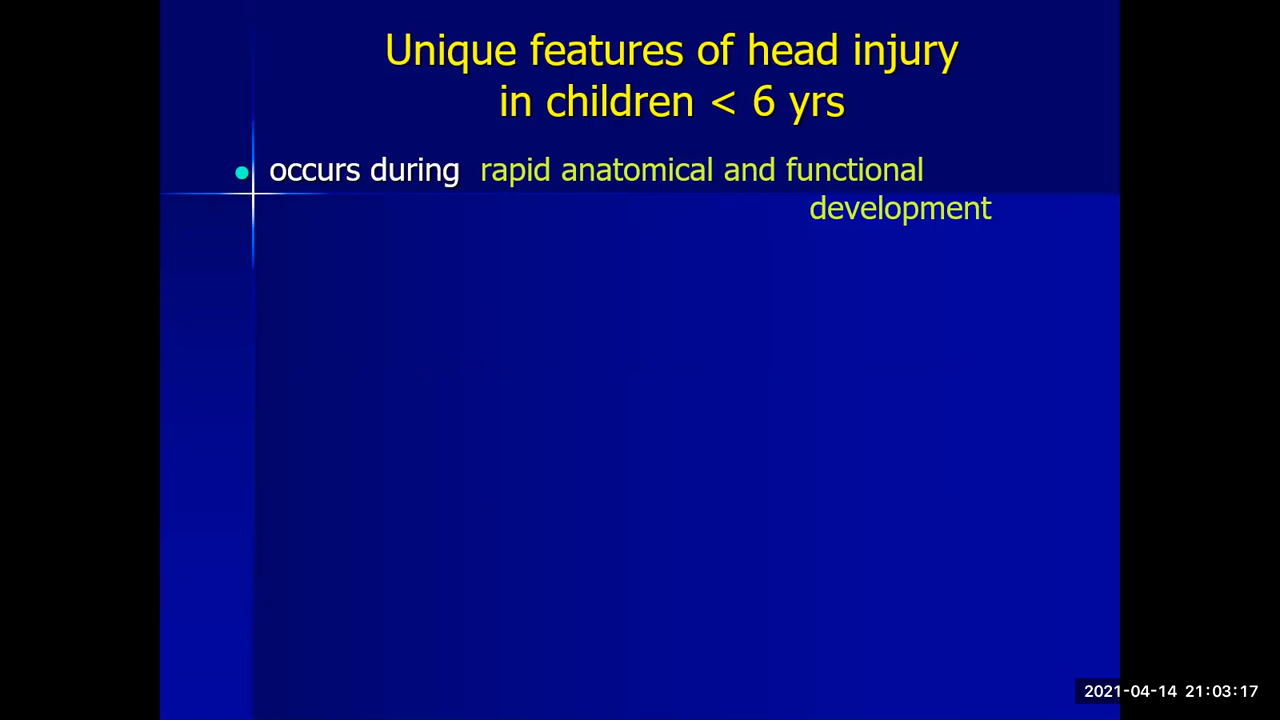 Unique features of head injury
in children < 6 yrs
• occurs during rapid anatomical and functional
development
2021-04-14 21:03:17